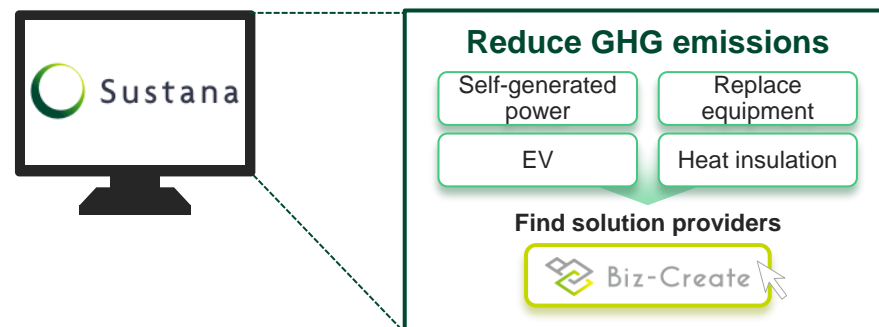 Sustana
Reduce GHG emissions
Self-generated
power
Replace
equipment
EV
Heat insulation
Find solution providers
Biz-Create